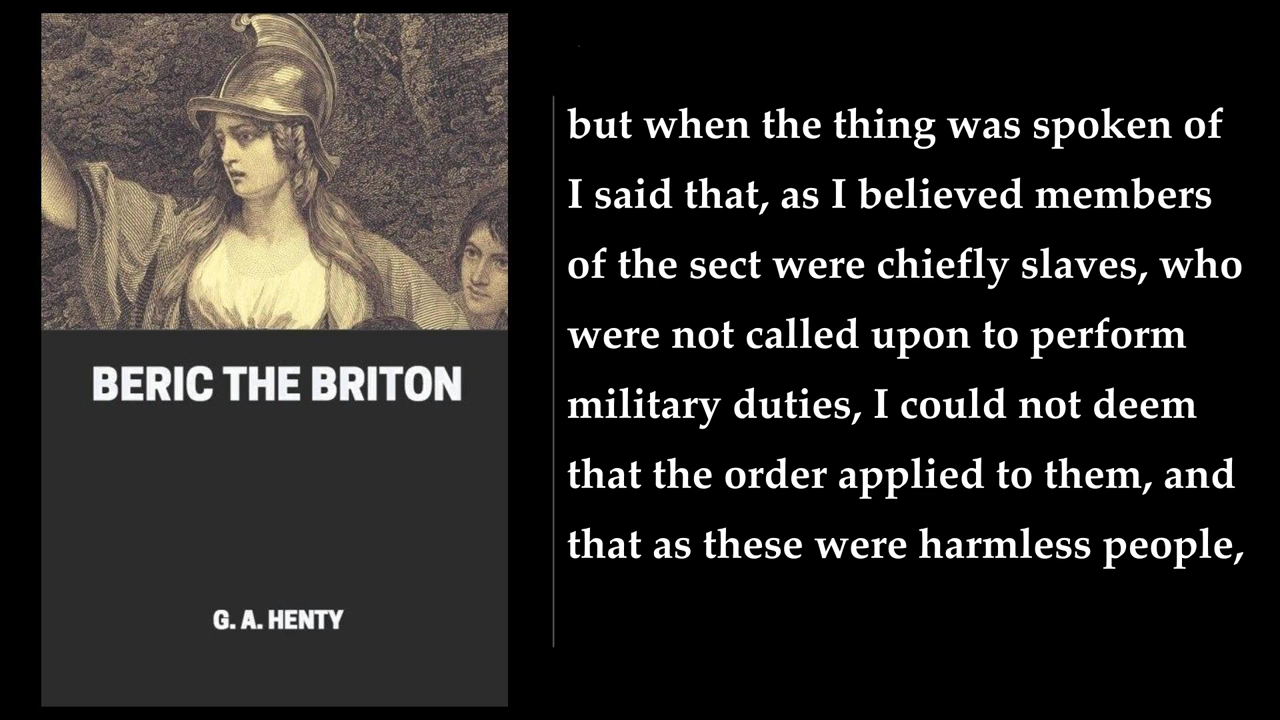 BERIC THE BRITON
G. A. HENTY
but when the thing was spoken of
I said that, as I believed members
of the sect were chiefly slaves, who
were not called upon to perform
military duties, I could not deem
that the order applied to them, and
that as these were harmless people,